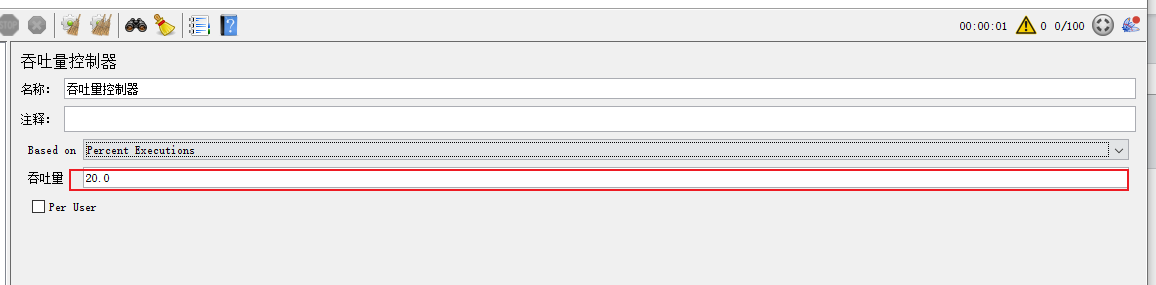 STOP
00:00:01 0 0/100
吞吐量控制器
名称： 吞吐量控制器
注释：
Based on Percent Executions
吞吐量 20.0
Per User